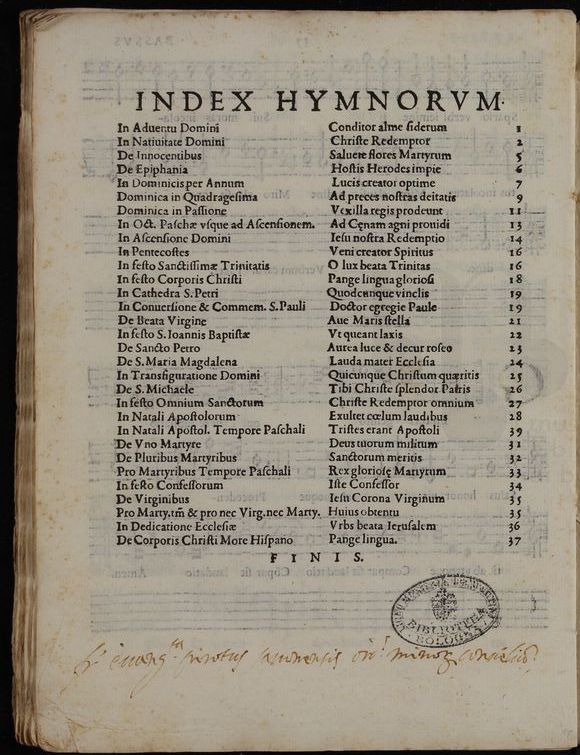 INDEX HYMNORVM.
In Aduentu Domini Conditor alme siderum 1
In Natiuitate Domini Christe Redemptor 2
De Innocentibus Saluete flores Martyrum 5
De Epiphania Hostis Herodes impie 6
In Dominicis per Annum Lucis creator optime 7
Dominica in Quadragesima Ad preces nostras deitatis 9
Dominica in Passione Vexilla regis prodeunt 11
In Oct. Paschæ vsque ad Ascensionem. Ad Cęnam agni prouidi 13
In Ascensione Domini Iesu nostra Redemptio 14
In Pentecostes Veni creator Spiritus 16
In festo Sanctissimæ Trinitatis O lux beata Trinitas 16
In festo Corporis Christi Pange lingua gloriosi 18
In Cathedra S. Petri Quodcunque vinclis 19
In Conuersione & Commem. S. Pauli Doctor egregie Paule 19
De Beata Virgine Aue Maris stella 21
In festo S. Ioannis Baptistæ Vt queant laxis 22
De Sancto Petro Aurea luce & decur roseo 23
De S. Maria Magdalena Lauda mater Ecclesia 24
In Transfiguratione Domini Quicunque Christum quæritis 25
De S. Michaele Tibi Christe splendor Patris 26
In festo Omnium Sanctorum Christe Redemptor omnium 27
In Natali Apostolorum Exultet cœlum laudibus 28
In Natali Apostol. Tempore Paschali Tristes erant Apostoli 39
De Vno Martyre Deus tuorum militum 31
De Pluribus Martyribus Sanctorum meritis 32
Pro Martyribus Tempore Paschali Rex gloriosę Martyrum 33
In festo Confessorum Iste Confessor 34
De Virginibus Iesu Corona Virginum 35
Pro Marty.tm̃ & pro nec Virg.nec Marty. Huius obtentu 35
In Dedicatione Ecclesiæ Vrbs beata Ierusalem 36
De Corporis Christi More Hispano Pange lingua. 37
FINIS.
BIBLIOTECA
BOLOGNA